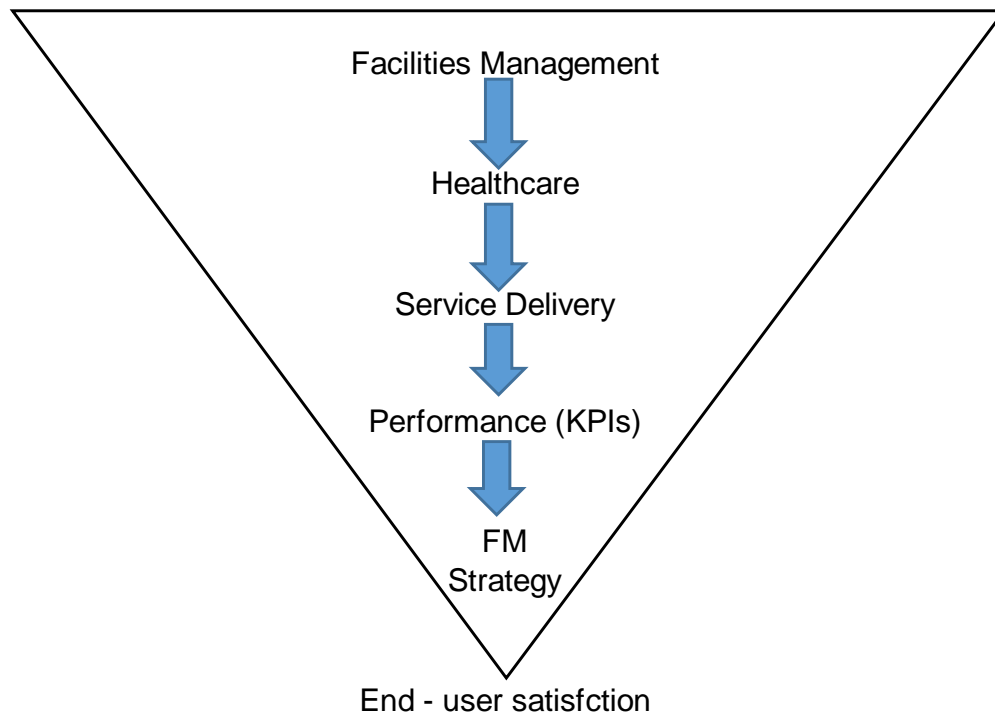 Facilities Management
Healthcare
Service Delivery
Performance (KPIs)
FM
Strategy
End - user satisfction